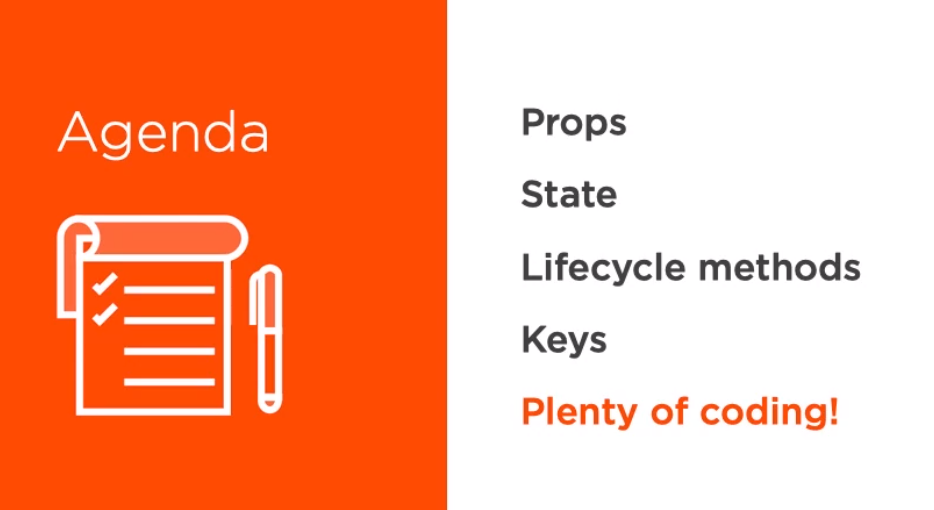 Agenda
Props
State
Lifecycle methods
Keys
Plenty of coding!